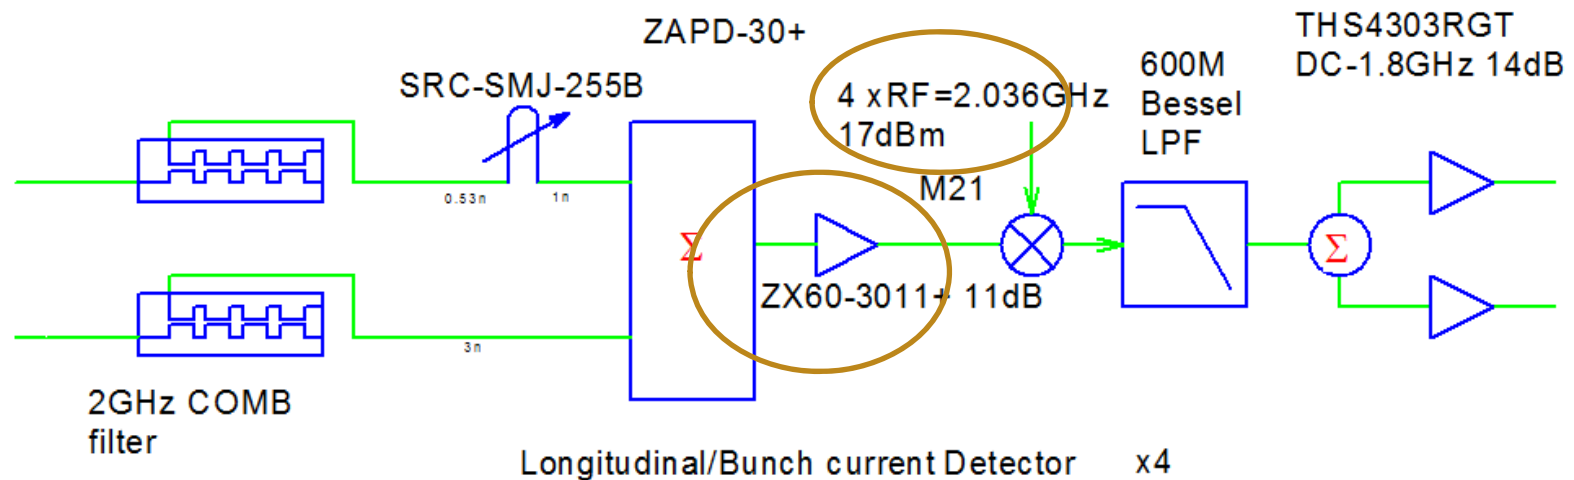 ZAPD-30+
THS4303RGT
DC-1.8GHz 14dB
SRC-SMJ-255B
4 xRF=2.036GHz
17dBm
600M
Bessel
LPF
0.53n
1n
M21
Σ
Σ
ZX60-3011+ 11dB
3n
2GHz COMB
filter
Longitudinal/Bunch current Detector x4